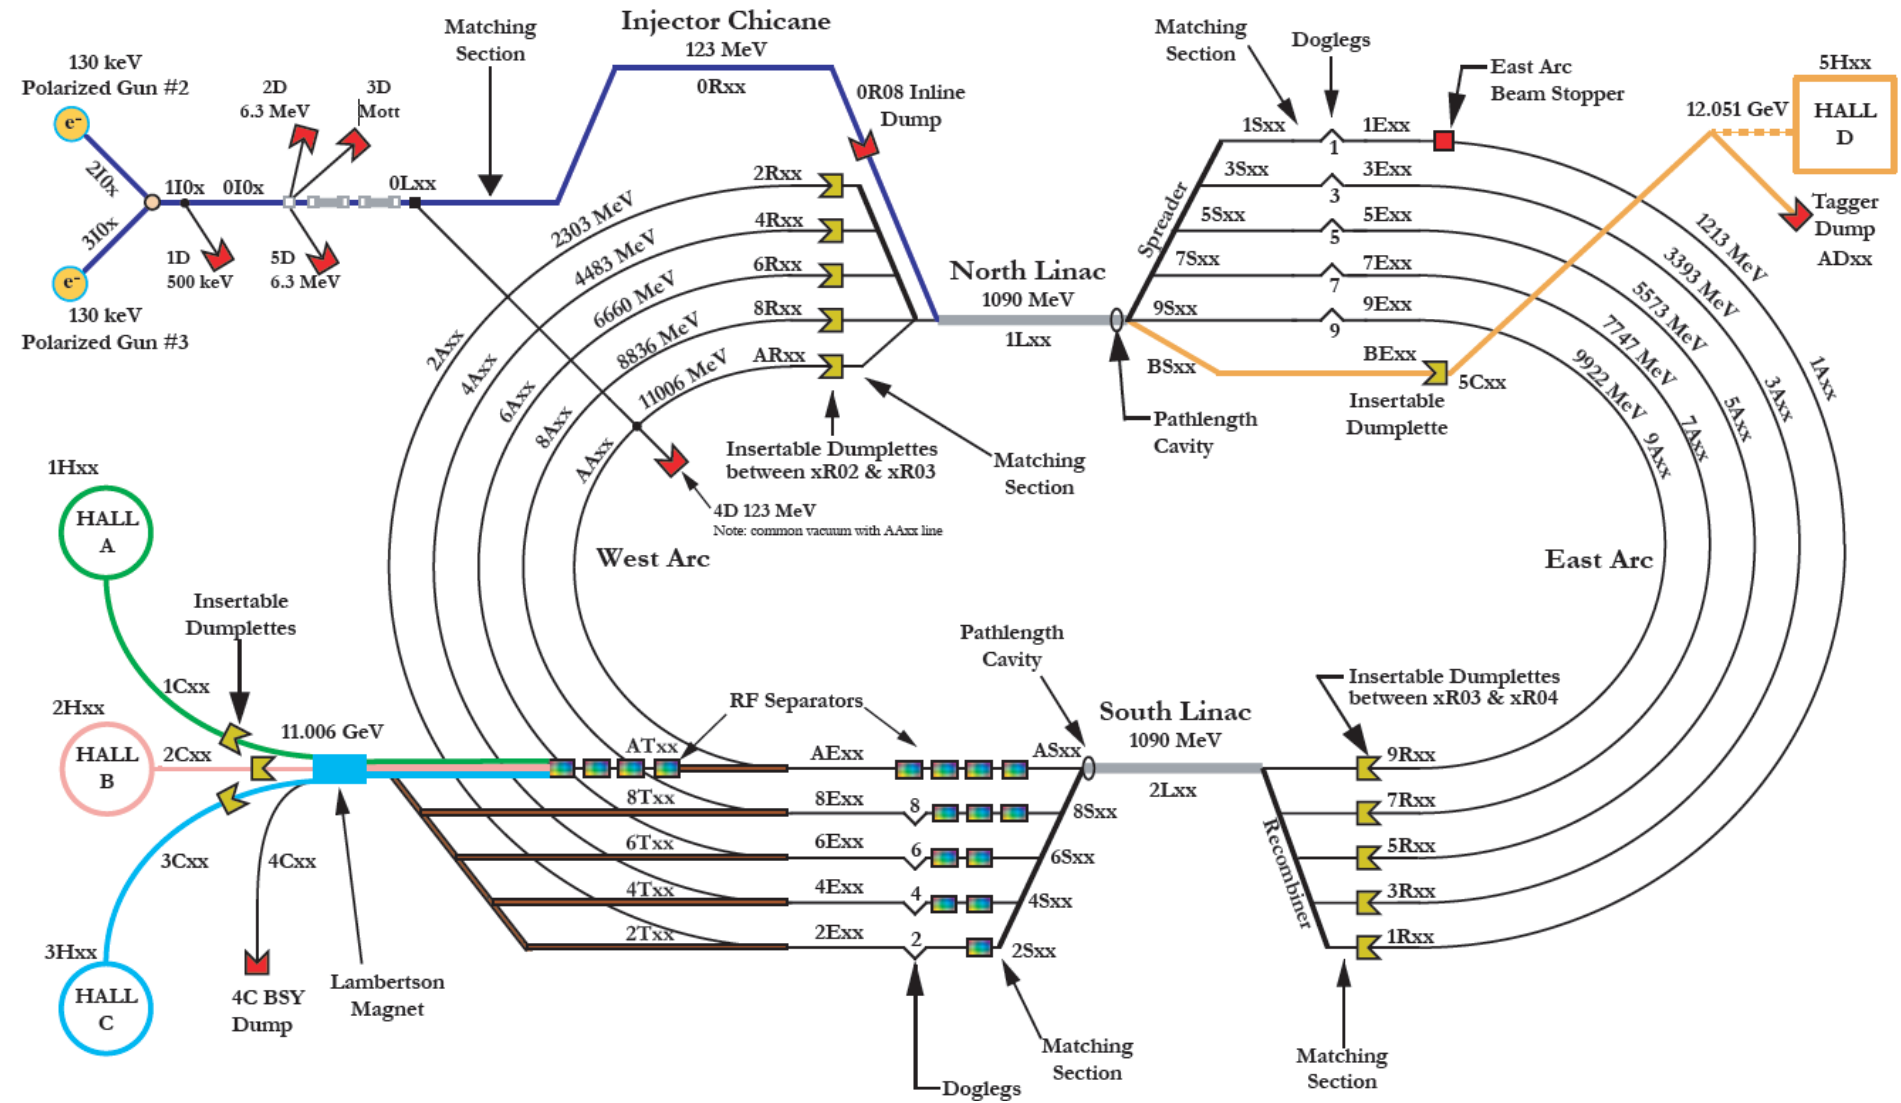 130 keV
Polarized Gun #2
e-
2I0x
3I0x
e-
130 keV
Polarized Gun #3
1I0x
0I0x
1D
500 keV
2D
6.3 MeV
3D
Mott
5D
6.3 MeV
0Lxx
Matching
Section
Injector Chicane
123 MeV
0Rxx
0R08 Inline
Dump
2Rxx
4Rxx
6Rxx
8Rxx
ARxx
2303 MeV
4483 MeV
6660 MeV
8836 MeV
11006 MeV
2Axx
4Axx
6Axx
8Axx
AAxx
Insertable Dumplettes
between xR02 & xR03
Matching
Section
4D 123 MeV
Note: common vacuum with AAxx line
West Arc
North Linac
1090 MeV
1Lxx
Pathlength
Cavity
Spreader
Matching
Section
Doglegs
East Arc
Beam Stopper
1Sxx
1
1Exx
3Sxx
3
3Exx
5Sxx
5
5Exx
7Sxx
7
7Exx
9Sxx
9
9Exx
BSxx
BExx
5Cxx
Insertable
Dumplette
12.051 GeV
5Hxx
HALL
D
Tagger
Dump
ADxx
1213 MeV
3393 MeV
5573 MeV
7747 MeV
9922 MeV
1Axx
3Axx
5Axx
7Axx
9Axx
East Arc
1Hxx
HALL
A
Insertable
Dumplettes
1Cxx
2Hxx
HALL
B
2Cxx
11.006 GeV
3Cxx
4Cxx
3Hxx
HALL
C
4C BSY
Dump
Lambertson
Magnet
RF Separators
Pathlength
Cavity
ATxx
AExx
ASxx
8Txx
8Exx
8
8Sxx
6Txx
6Exx
6
6Sxx
4Txx
4Exx
4
4Sxx
2Txx
2Exx
2
2Sxx
Doglegs
Matching
Section
South Linac
1090 MeV
2Lxx
Recombiner
Insertable Dumplettes
between xR03 & xR04
9Rxx
7Rxx
5Rxx
3Rxx
1Rxx
Matching
Section